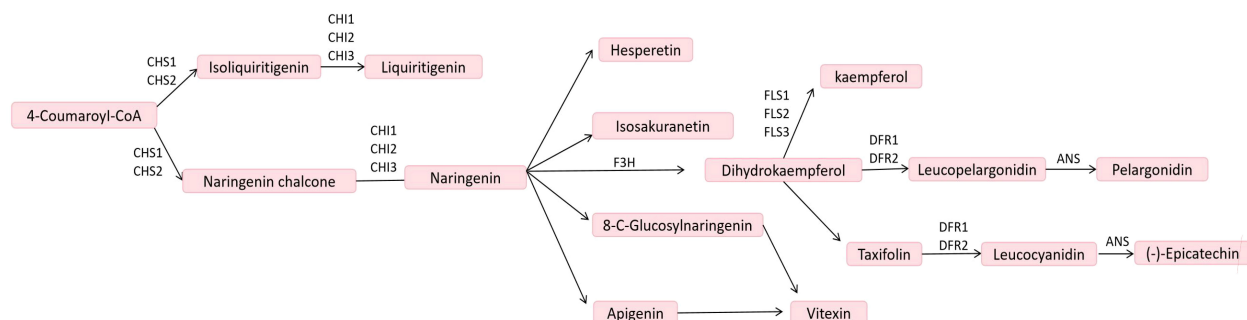 CHI1
CHI2
CHI3
CHS1
CHS2
Isoliquiritigenin
Liquiritigenin
4-Coumaroyl-CoA
CHS1
CHS2
Naringenin chalcone
CHI1
CHI2
CHI3
Naringenin
Hesperetin
Isosakuranetin
F3H
8-C-Glucosylnaringenin
Apigenin
Vitexin
Dihydrokaempferol
FLS1
FLS2
FLS3
kaempferol
DFR1
DFR2
Leucopelargonidin
ANS
Pelargonidin
Taxifolin
DFR1
DFR2
Leucocyanidin
ANS
(-)-Epicatechin